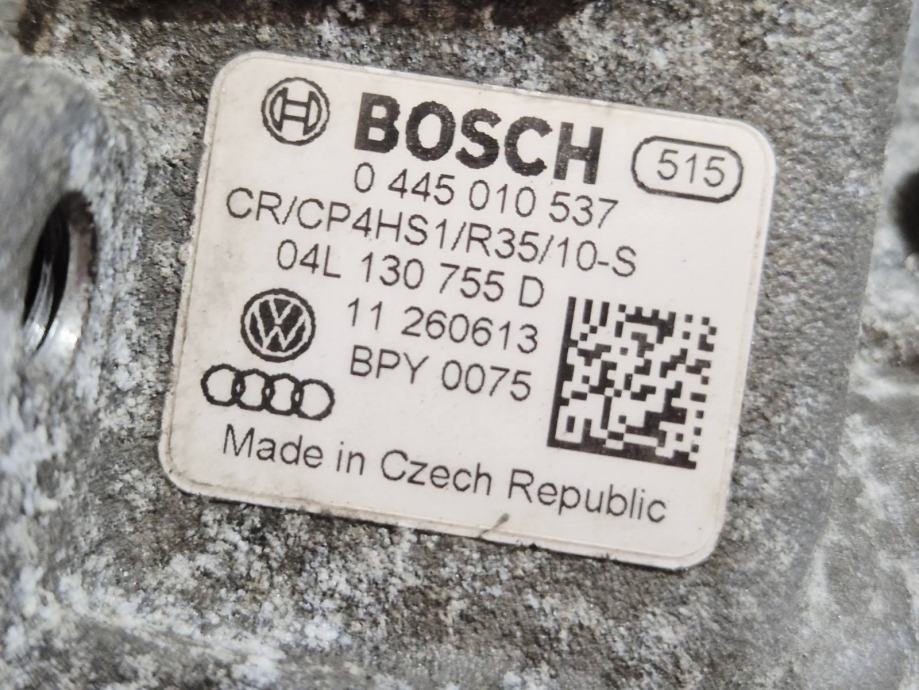 BOSCH 515
0 445 010 537
CR/CP4HS1/R35/10-S
04L 130 755 D
11 260613
BPY 0075
Made in Czech Republic